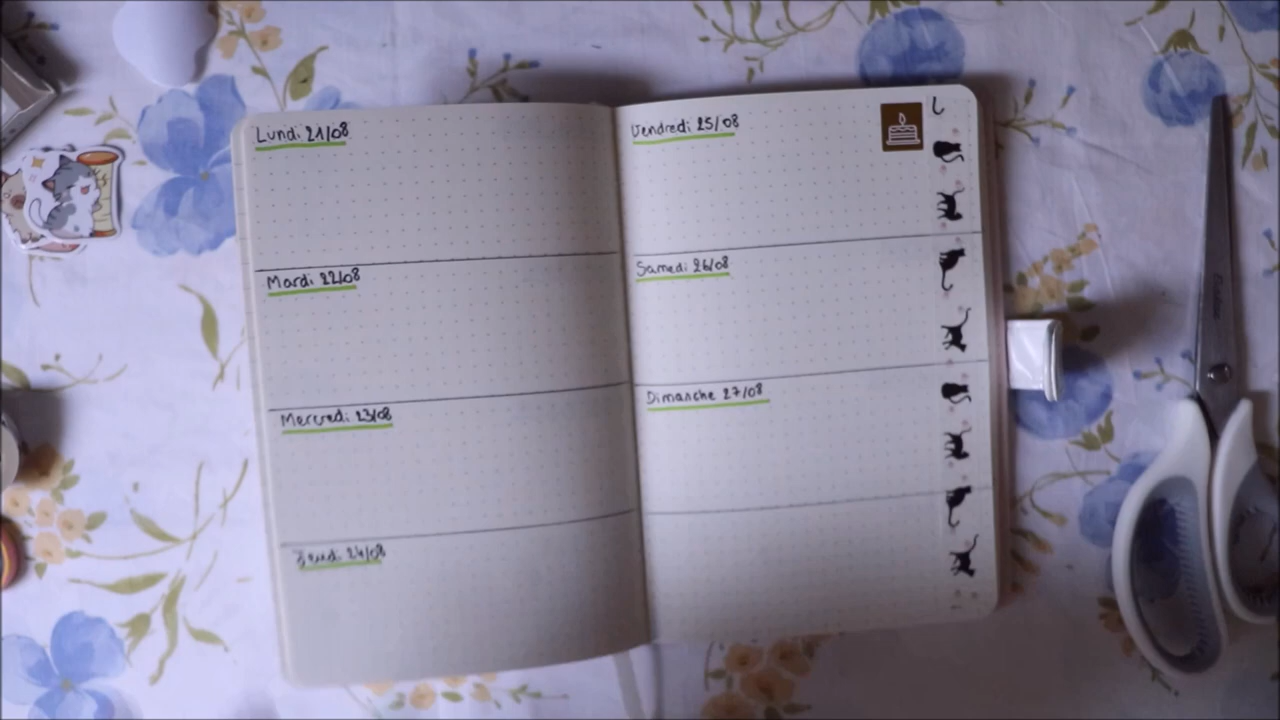 Lundi 21/08
Mardi 22/08
Mercredi 23/08
Jeudi 24/08
Vendredi 25/08
Samedi 26/08
Dimanche 27/08